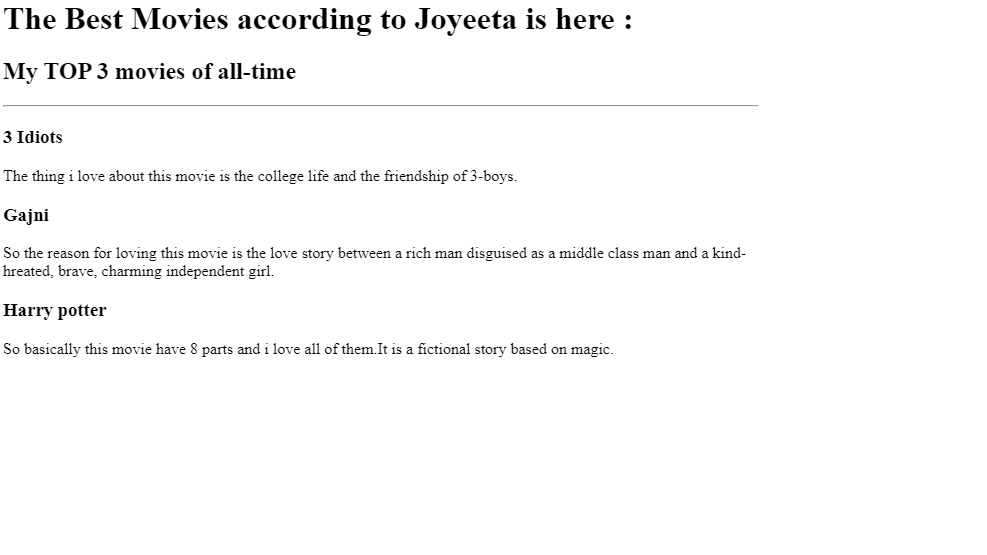 The Best Movies according to Joyeeta is here :
My TOP 3 movies of all-time
3 Idiots
The thing i love about this movie is the college life and the friendship of 3-boys.
Gajni
So the reason for loving this movie is the love story between a rich man disguised as a middle class man and a kind-
hreated, brave, charming independent girl.
Harry potter
So basically this movie have 8 parts and i love all of them.It is a fictional story based on magic.